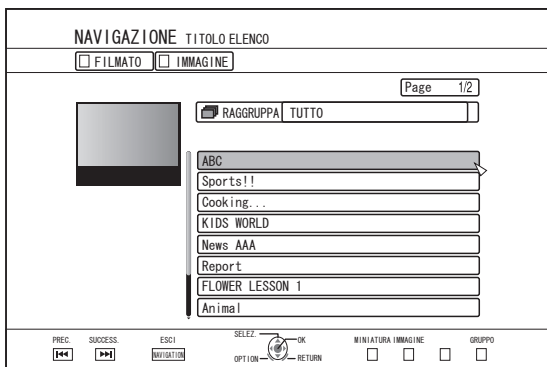 NAVIGAZIONE TITOLO ELENCO
FILMATO IMMAGINE
Page 1/2
RAGGRUPPA TUTTO
ABC
Sports!!
Cooking...
KIDS WORLD
News AAA
Report
FLOWER LESSON 1
Animal
PREC. SUCCESS. ESCI SELEZ. OK MINIATURA IMMAGINE GRUPPO
NAVIGATION OPTION RETURN